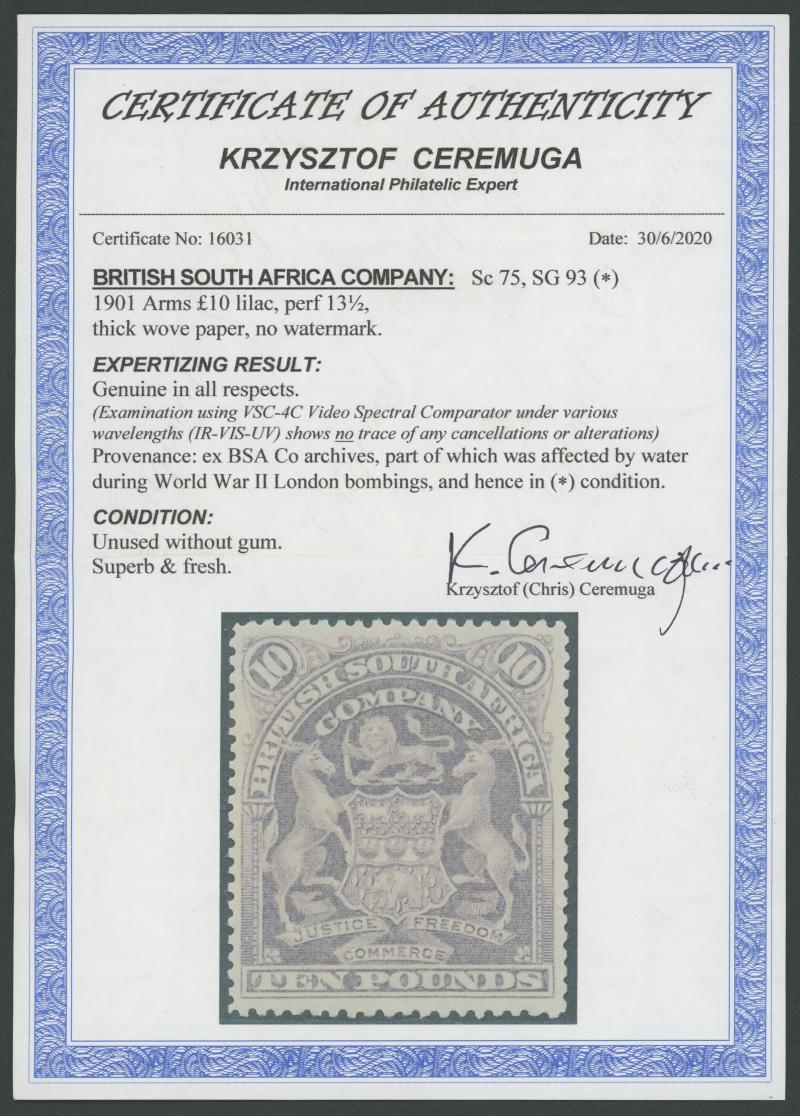 CERTIFICATE OF AUTHENTICITY
KRZYSZTOF CEREMUGA
International Philatelic Expert
Certificate No: 16031 Date: 30/6/2020
BRITISH SOUTH AFRICA COMPANY: Sc 75, SG 93 (*)
1901 Arms £10 lilac, perf 13½,
thick wove paper, no watermark.
EXPERTIZING RESULT:
Genuine in all respects.
(Examination using VSC-4C Video Spectral Comparator under various
wavelengths (IR-VIS-UV) shows no trace of any cancellations or alterations)
Provenance: ex BSA Co archives, part of which was affected by water
during World War II London bombings, and hence in (*) condition.
CONDITION:
Unused without gum.
Superb & fresh.
K. Ceremuga
Krzysztof (Chris) Ceremuga
10 10
BRITISH SOUTH AFRICA
COMPANY
JUSTICE FREEDOM
COMMERCE
TEN POUNDS